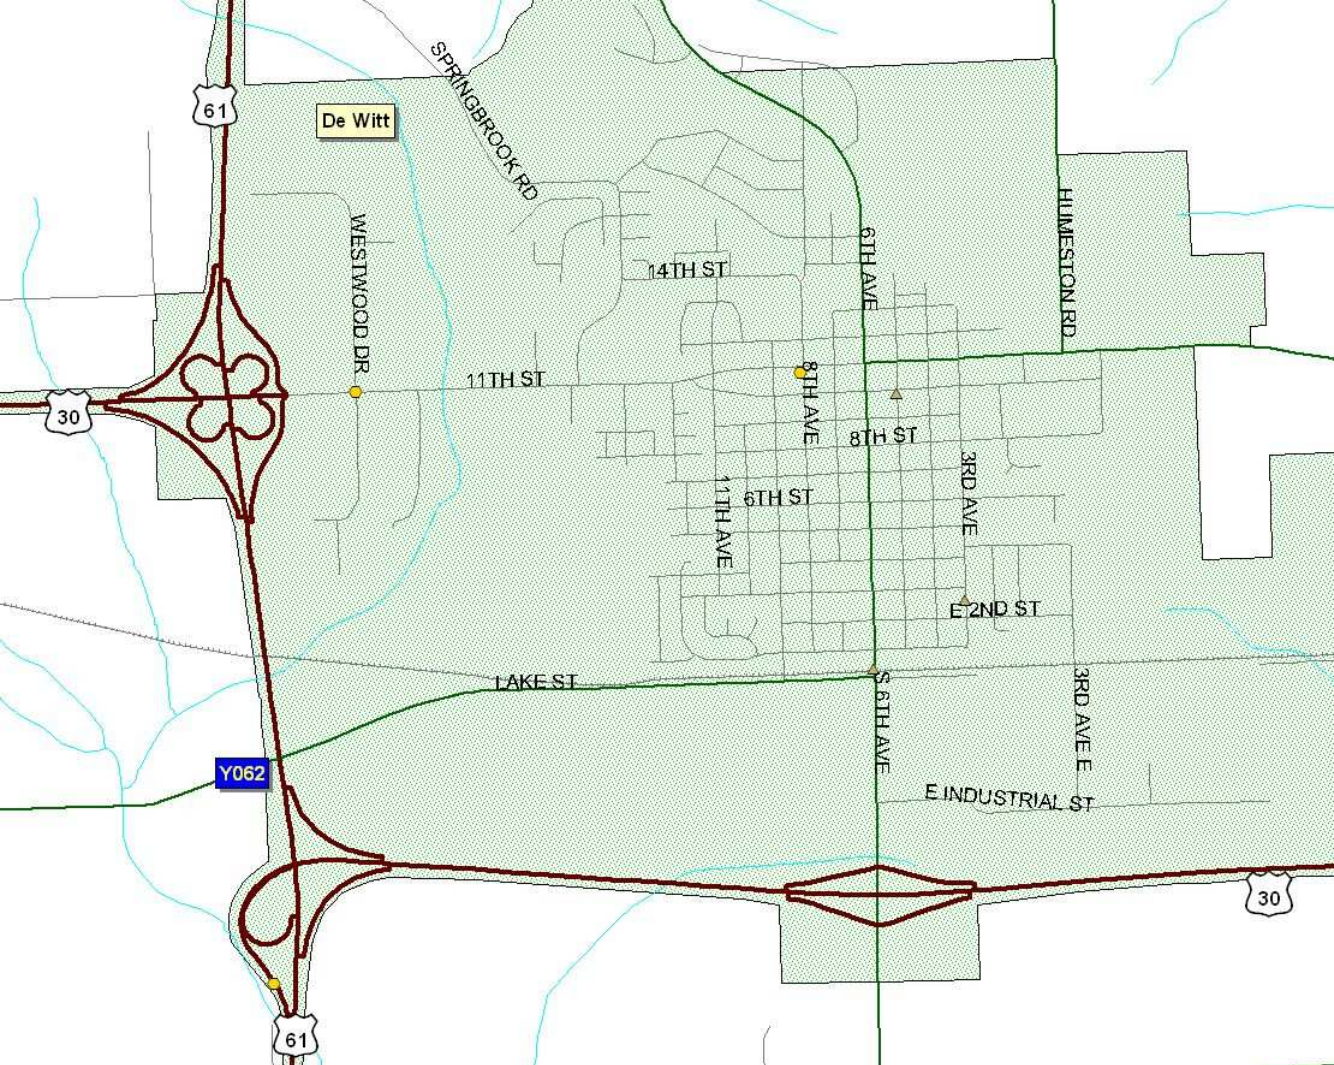 SPRINGBROOK RD
61
De Witt
WESTWOOD DR
HUMESTON RD
6TH AVE
14TH ST
11TH ST
8TH AVE
30
8TH ST
3RD AVE
11TH AVE
6TH ST
E 2ND ST
LAKE ST
S 6TH AVE
3RD AVE E
Y062
E INDUSTRIAL ST
30
61